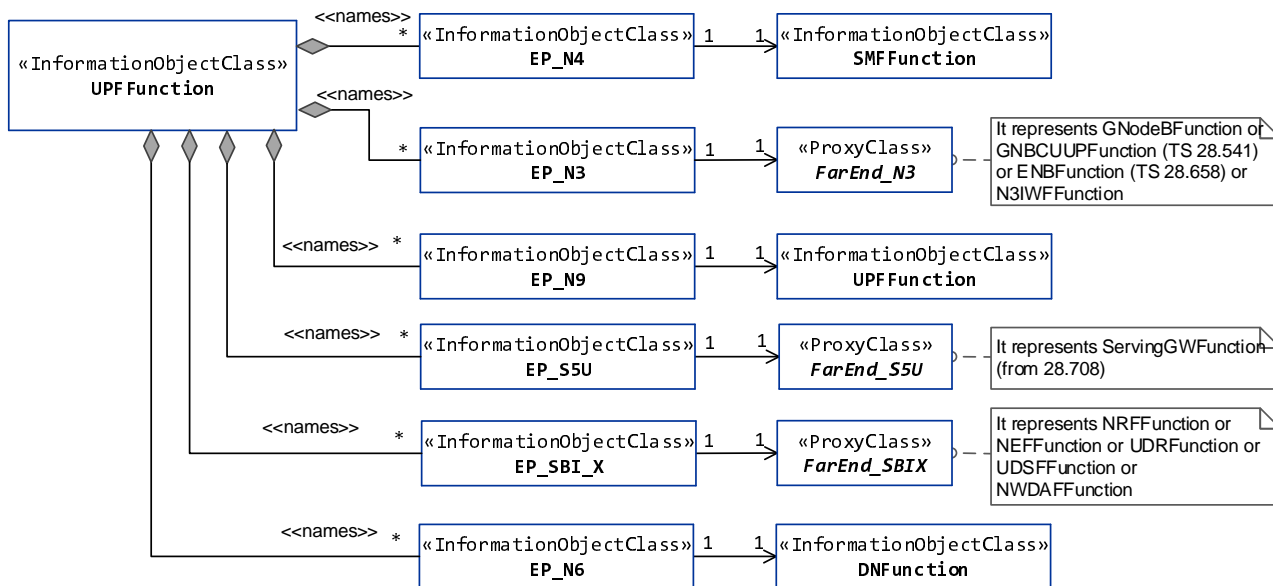 «InformationObjectClass»
UPFFunction
<<names>>
*
«InformationObjectClass»
EP_N4
1
1
«InformationObjectClass»
SMFFunction
<<names>>
*
«InformationObjectClass»
EP_N3
1
1
«ProxyClass»
FarEnd_N3
It represents GNodeBFunction or
GNBCUUPFunction (TS 28.541)
or ENBFunction (TS 28.658) or
N3IWFFunction
<<names>>
*
«InformationObjectClass»
EP_N9
1
1
«InformationObjectClass»
UPFFunction
<<names>>
*
«InformationObjectClass»
EP_S5U
1
1
«ProxyClass»
FarEnd_S5U
It represents ServingGWFunction
(from 28.708)
<<names>>
*
«InformationObjectClass»
EP_SBI_X
1
1
«ProxyClass»
FarEnd_SBIX
It represents NRFFunction or
NEFFunction or UDRFunction or
UDSFFunction or
NWDAFFunction
<<names>>
*
«InformationObjectClass»
EP_N6
1
1
«InformationObjectClass»
DNFunction